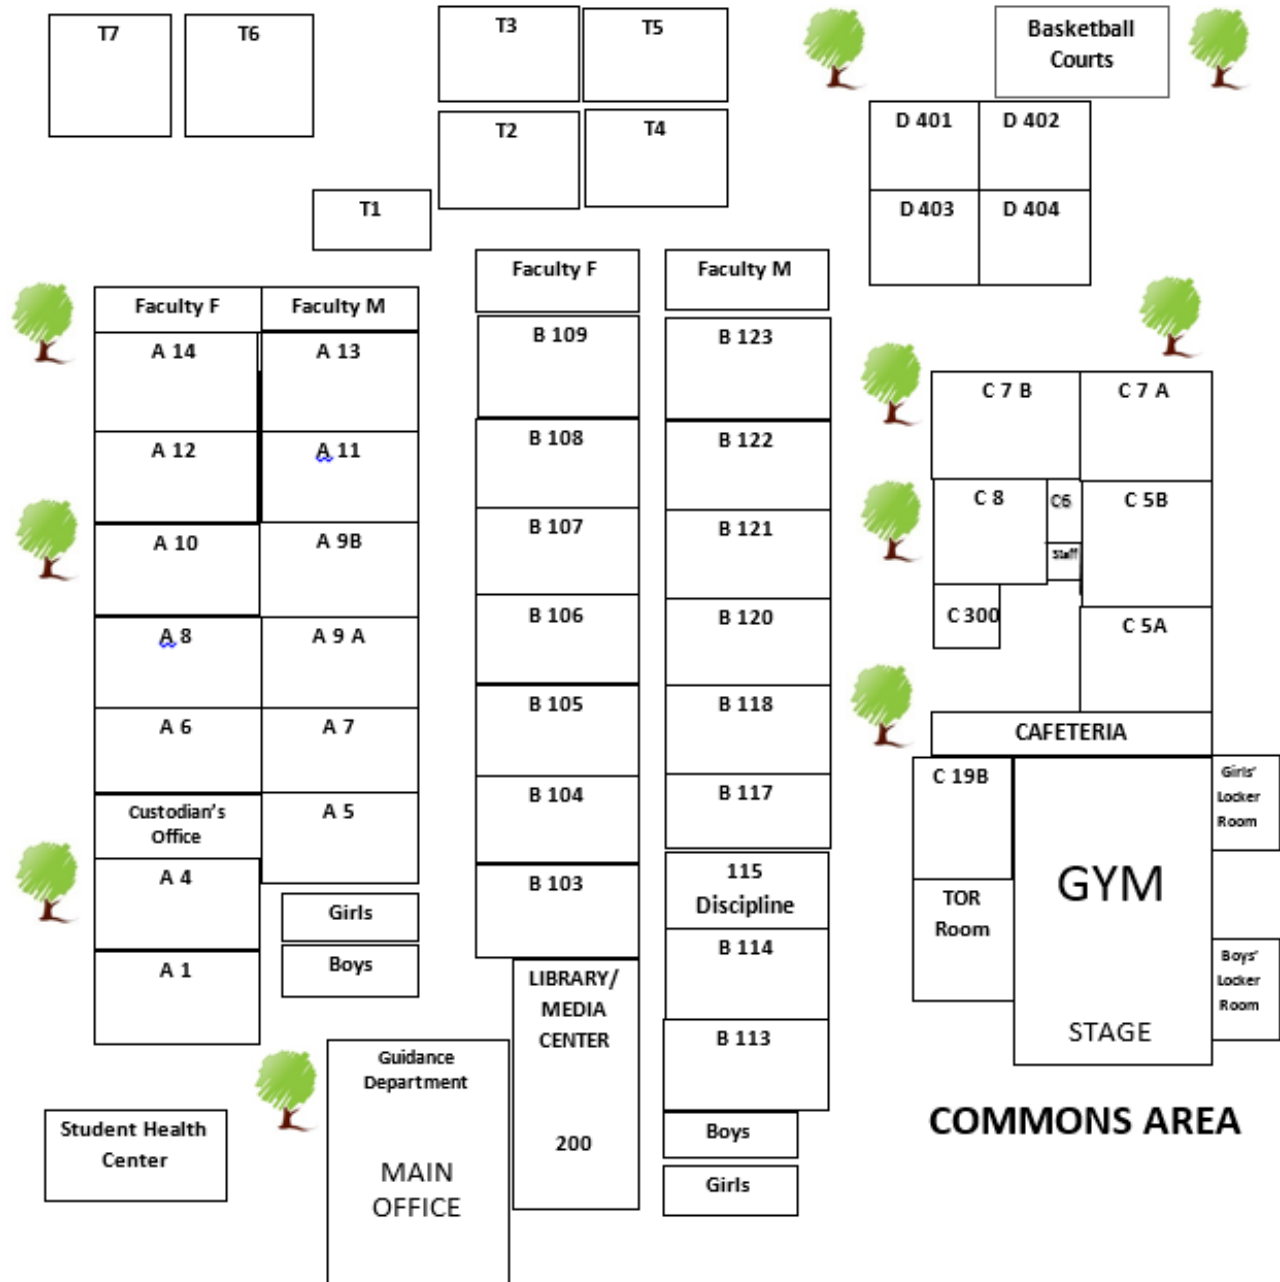 T7
T6
T3
T5
Basketball
Courts
T2
T4
D 401
D 402
T1
D 403
D 404
Faculty F
Faculty M
Faculty F
Faculty M
A 14
A 13
B 109
B 123
C 7 B
C 7 A
A 12
A 11
B 108
B 122
C 8
C6
C 5B
A 10
A 9B
B 107
B 121
Staff
A 8
A 9 A
B 106
B 120
C 300
C 5A
A 6
A 7
B 105
B 118
CAFETERIA
Custodian's
Office
A 5
B 104
B 117
C 19B
Girls'
Locker
Room
A 4
B 103
115
Discipline
GYM
TOR
Room
Girls
Boys
A 1
LIBRARY/
MEDIA
CENTER
200
B 114
B 113
Boys'
Locker
Room
STAGE
Guidance
Department
MAIN
OFFICE
Student Health
Center
Boys
Girls
COMMONS AREA